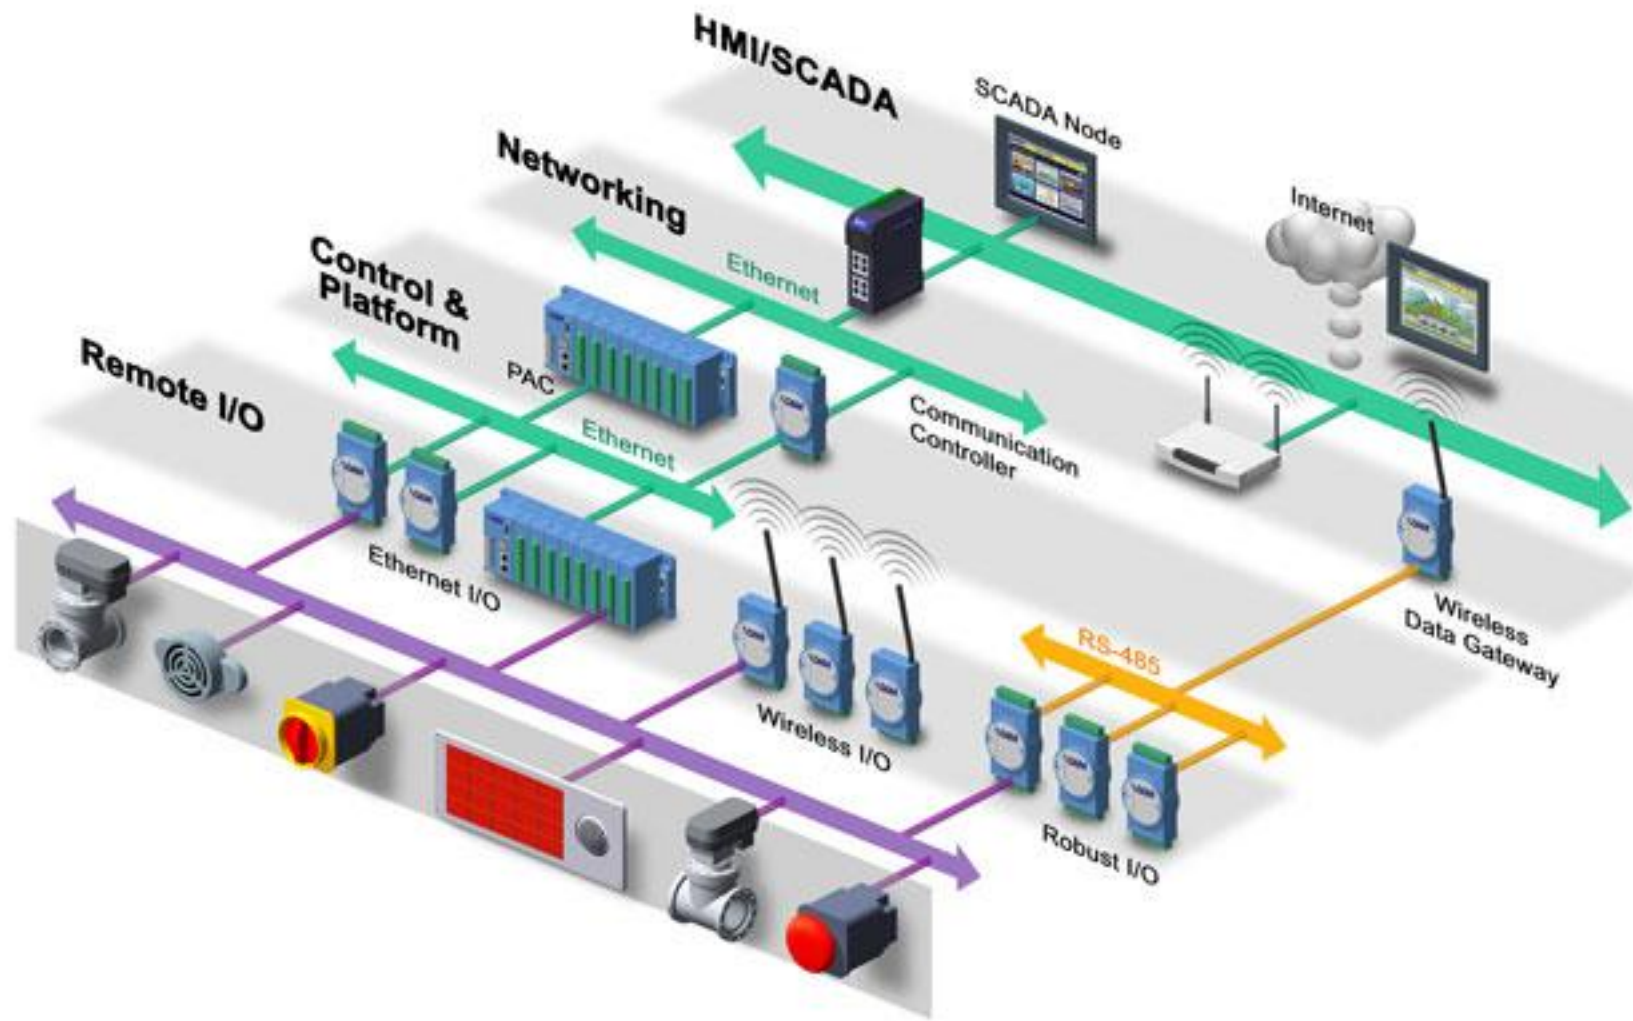 HMI/SCADA
SCADA Node
Networking
Internet
Ethernet
Control &
Platform
PAC
Remote I/O
Ethernet
Communication
Controller
Ethernet I/O
Wireless
Data Gateway
RS-485
Wireless I/O
Robust I/O